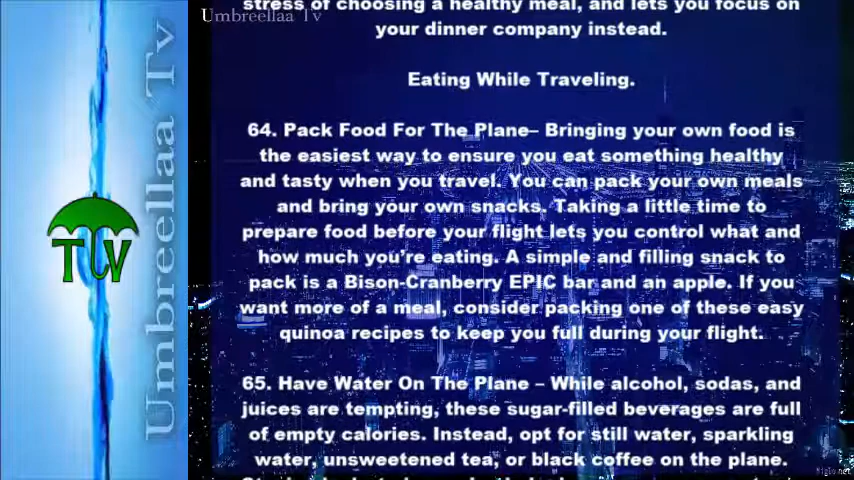 Umbreellaa Tv
stress of choosing a healthy meal, and lets you focus on
your dinner company instead.
Eating While Traveling.
64. Pack Food For The Plane– Bringing your own food is
the easiest way to ensure you eat something healthy
and tasty when you travel. You can pack your own meals
and bring your own snacks. Taking a little time to
prepare food before your flight lets you control what and
how much you're eating. A simple and filling snack to
pack is a Bison-Cranberry EPIC bar and an apple. If you
want more of a meal, consider packing one of these easy
quinoa recipes to keep you full during your flight.
65. Have Water On The Plane – While alcohol, sodas, and
juices are tempting, these sugar-filled beverages are full
of empty calories. Instead, opt for still water, sparkling
water, unsweetened tea, or black coffee on the plane.
TV
Umbreellaa Tv